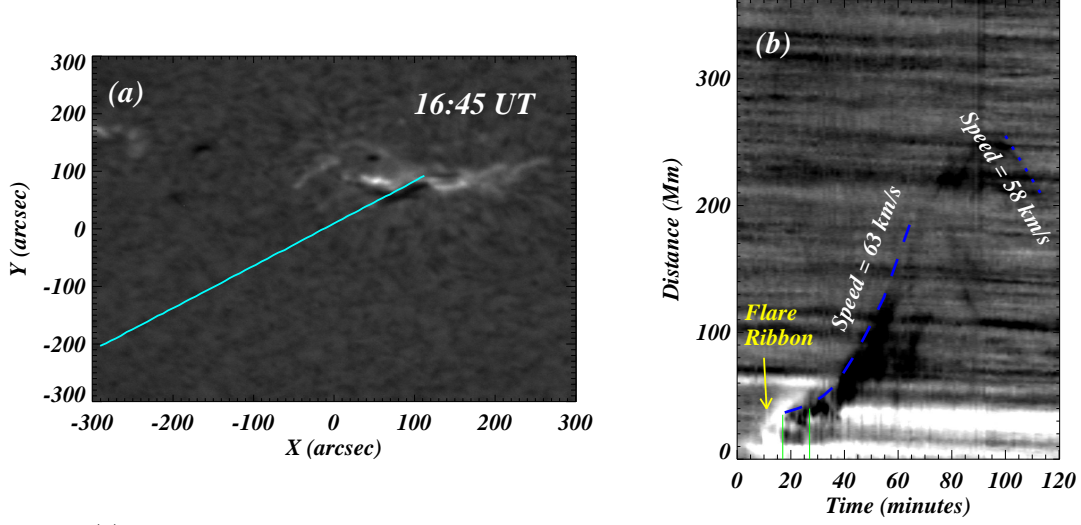 (a)
16:45 UT
300
200
100
0
-100
-200
-300
Y (arcsec)
-300 -200 -100 0 100 200 300
X (arcsec)
(b)
300
200
100
0
Distance (Mm)
Speed = 63 km/s
Speed = 58 km/s
Flare
Ribbon
0 20 40 60 80 100 120
Time (minutes)